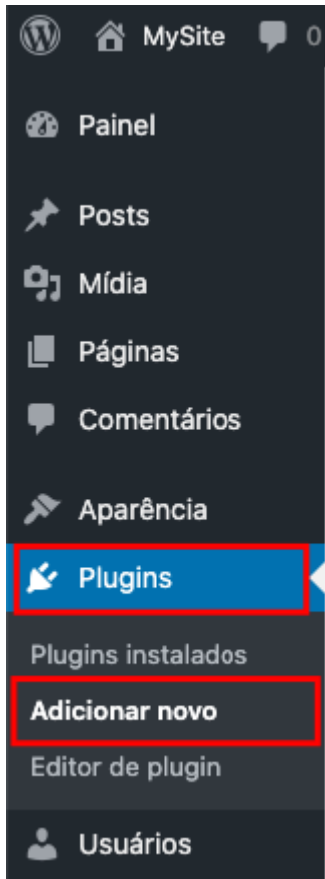 MySite 0
Painel
Posts
Mídia
Páginas
Comentários
Aparência
Plugins
Plugins instalados
Adicionar novo
Editor de plugin
Usuários